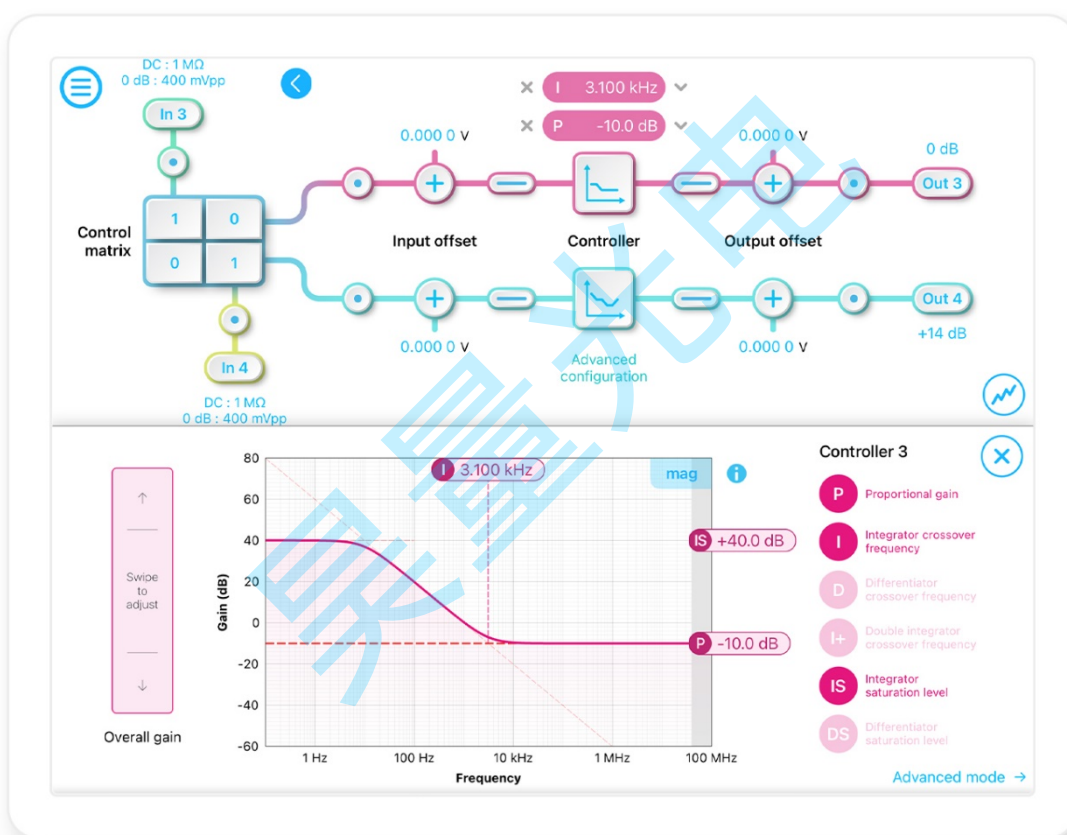 DC : 1 MΩ
0 dB : 400 mVpp
In 3
I 3.100 kHz
P -10.0 dB
0.000 0 V
0.000 0 V
0 dB
Out 3
Control
matrix
1 0
0 1
Input offset
Controller
Output offset
Out 4
+14 dB
0.000 0 V
0.000 0 V
Advanced
configuration
In 4
DC : 1 MΩ
0 dB : 400 mVpp
Swipe
to
adjust
Overall gain
Gain (dB)
80
60
40
20
0
-20
-40
-60
1 Hz
100 Hz
10 kHz
1 MHz
100 MHz
Frequency
I 3.100 kHz
mag
i
IS +40.0 dB
P -10.0 dB
Controller 3
P Proportional gain
I Integrator crossover
frequency
D Differentiator
crossover frequency
I+ Double integrator
crossover frequency
IS Integrator
saturation level
DS Differentiator
saturation level
Advanced mode →
昊量光电